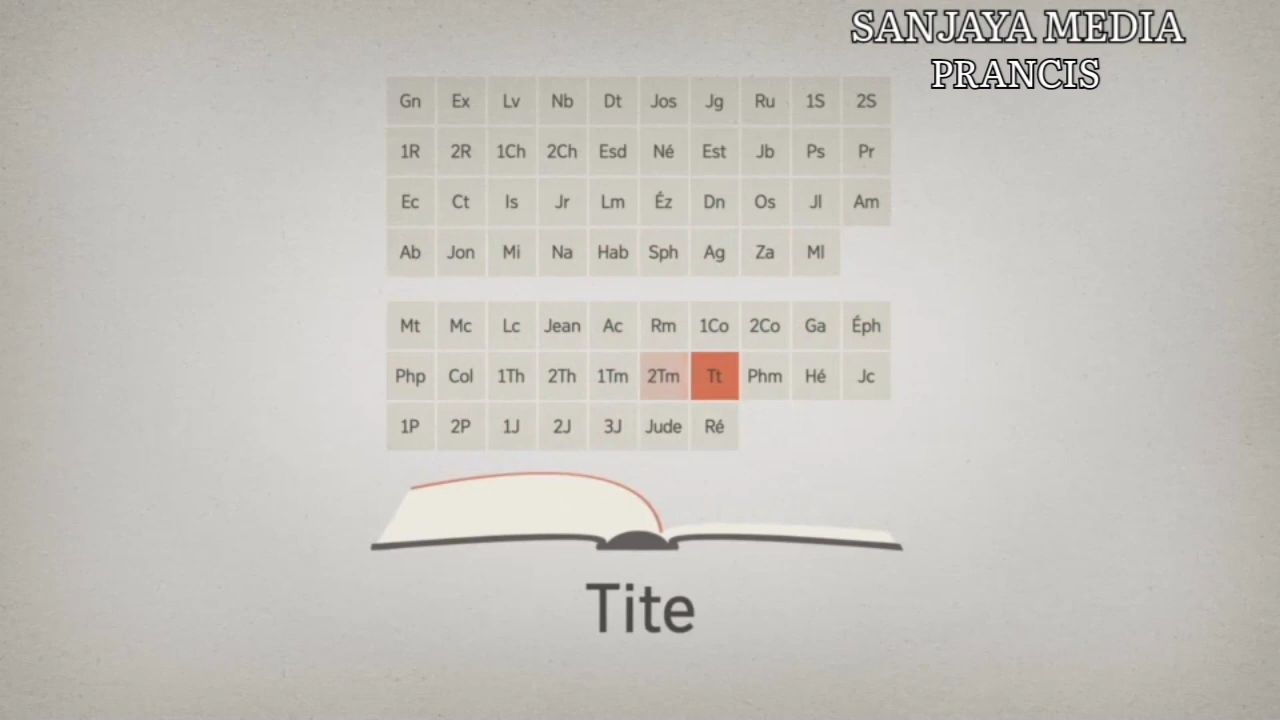 SANJAYA MEDIA
PRANCIS
Gn Ex Lv Nb Dt Jos Jg Ru 1S 2S
1R 2R 1Ch 2Ch Esd Né Est Jb Ps Pr
Ec Ct Is Jr Lm Éz Dn Os Jl Am
Ab Jon Mi Na Hab Sph Ag Za Ml
Mt Mc Lc Jean Ac Rm 1Co 2Co Ga Éph
Php Col 1Th 2Th 1Tm 2Tm Tt Phm Hé Jc
1P 2P 1J 2J 3J Jude Ré
Tite